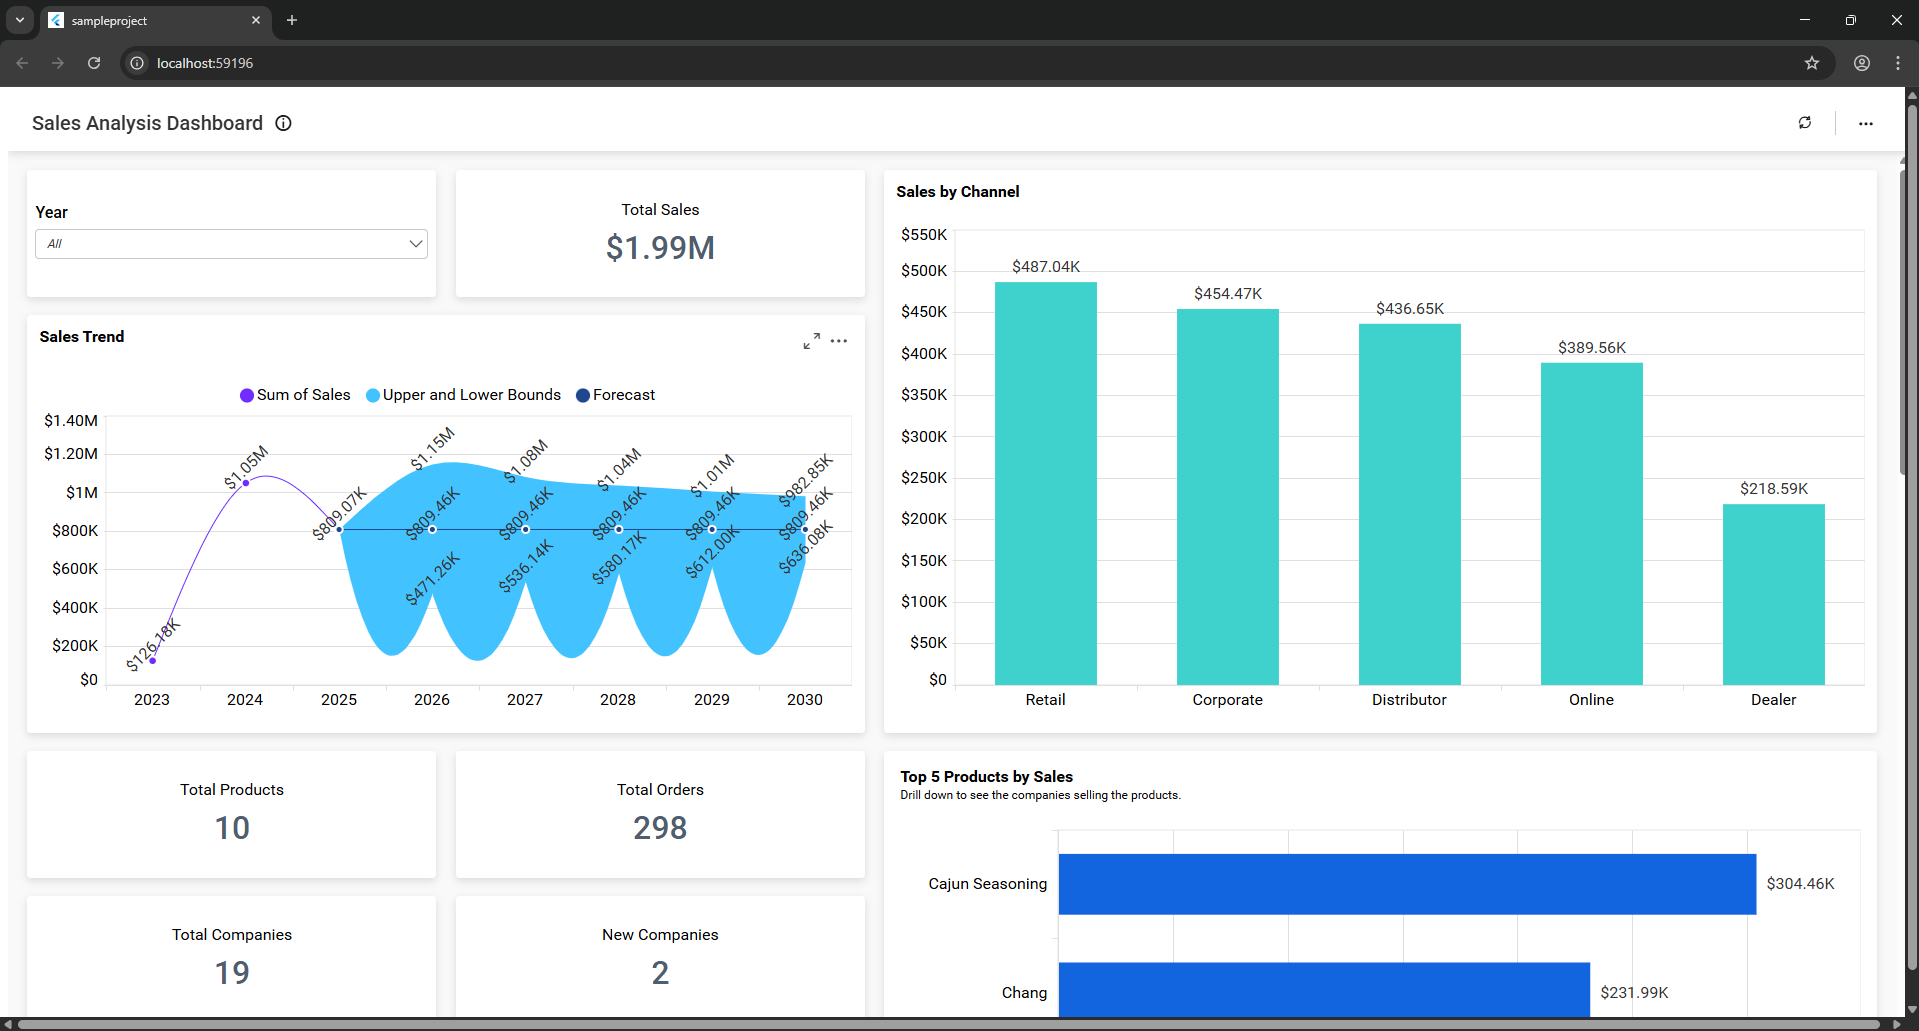 sampleproject
localhost:59196
Sales Analysis Dashboard
Year
All
Total Sales
$1.99M
Sales Trend
Sum of Sales Upper and Lower Bounds Forecast
$1.40M
$1.20M
$1M
$800K
$600K
$400K
$200K
$0
$126.18K
$1.05M
$809.07K
$1.15M
$809.46K
$471.26K
$1.08M
$809.46K
$536.14K
$1.04M
$809.46K
$580.17K
$1.01M
$809.46K
$612.00K
$982.85K
$809.46K
$636.08K
2023 2024 2025 2026 2027 2028 2029 2030
Sales by Channel
$550K
$500K
$450K
$400K
$350K
$300K
$250K
$200K
$150K
$100K
$50K
$0
$487.04K
$454.47K
$436.65K
$389.56K
$218.59K
Retail Corporate Distributor Online Dealer
Total Products
10
Total Orders
298
Total Companies
19
New Companies
2
Top 5 Products by Sales
Drill down to see the companies selling the products.
Cajun Seasoning $304.46K
Chang $231.99K